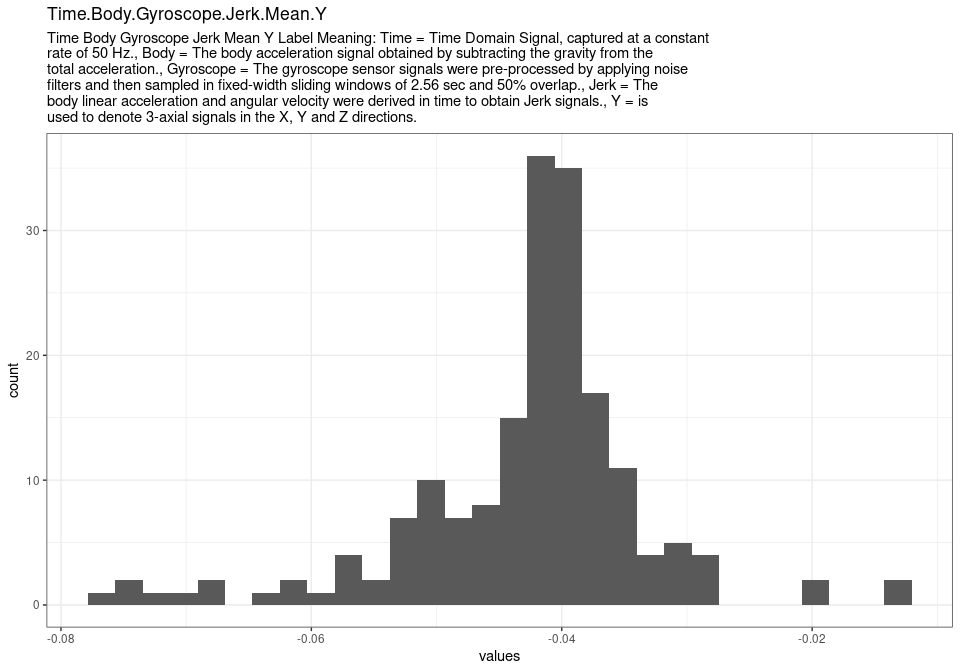 Time.Body.Gyroscope.Jerk.Mean.Y
Time Body Gyroscope Jerk Mean Y Label Meaning: Time = Time Domain Signal, captured at a constant
rate of 50 Hz., Body = The body acceleration signal obtained by subtracting the gravity from the
total acceleration., Gyroscope = The gyroscope sensor signals were pre-processed by applying noise
filters and then sampled in fixed-width sliding windows of 2.56 sec and 50% overlap., Jerk = The
body linear acceleration and angular velocity were derived in time to obtain Jerk signals., Y = is
used to denote 3-axial signals in the X, Y and Z directions.
30
20
10
0
count
-0.08 -0.06 -0.04 -0.02
values